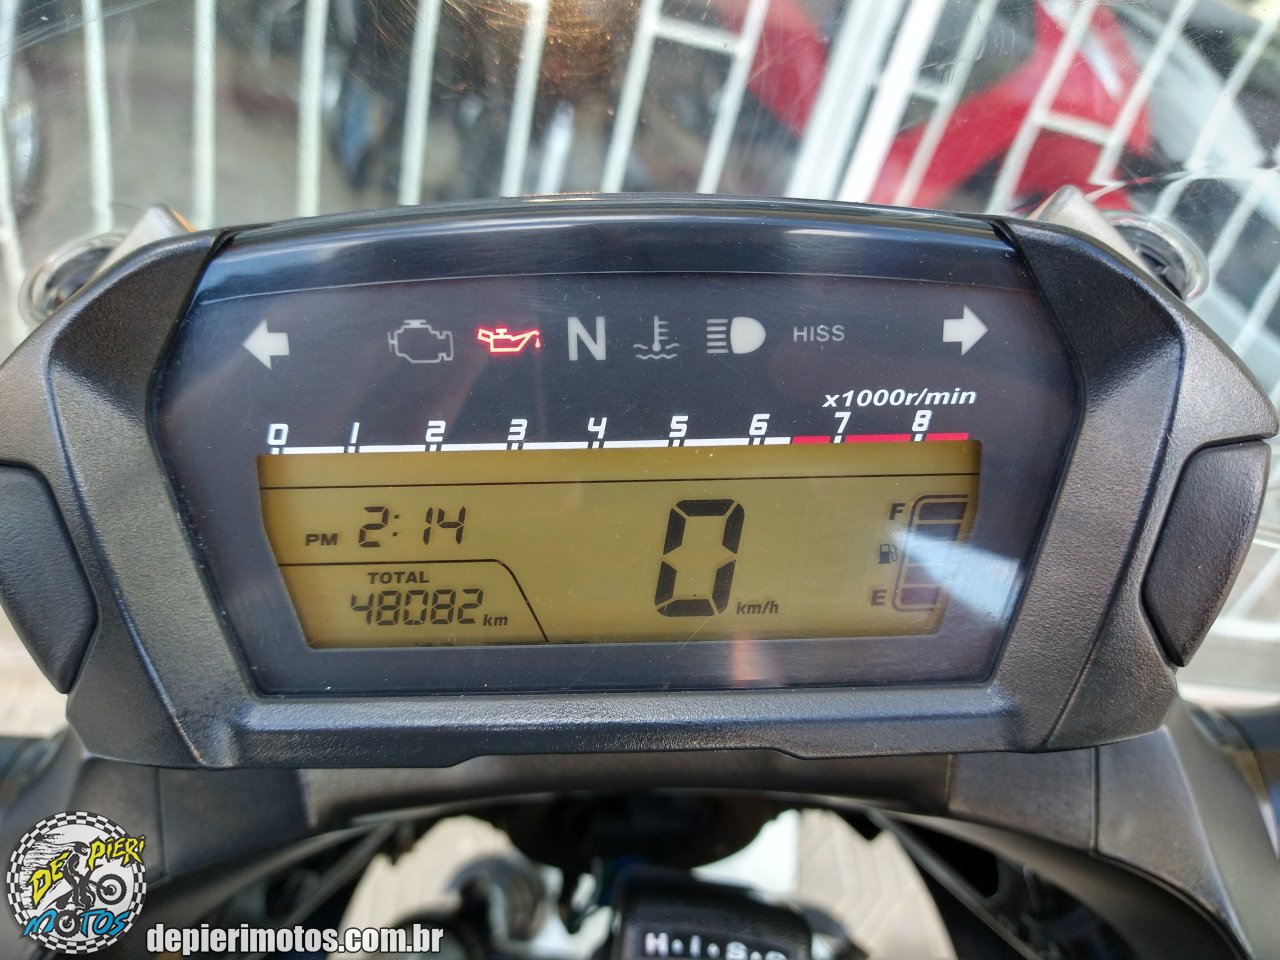 N HISS
x1000r/min
0 1 2 3 4 5 6 7 8
PM 2:14
0 km/h
F
E
TOTAL
48082 km
DE PIERI
MOTOS
depierimotos.com.br
H.I.S.S